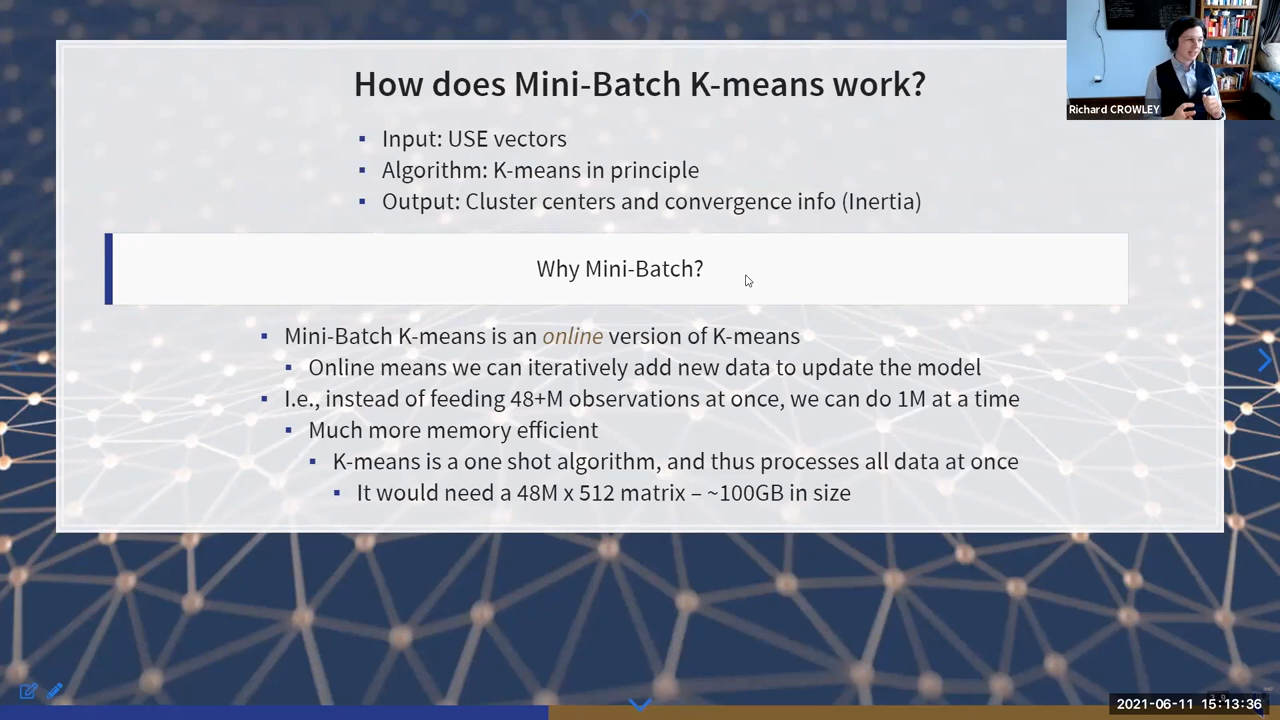 How does Mini-Batch K-means work?
Richard CROWLEY
Input: USE vectors
Algorithm: K-means in principle
Output: Cluster centers and convergence info (Inertia)
Why Mini-Batch?
Mini-Batch K-means is an online version of K-means
Online means we can iteratively add new data to update the model
I.e., instead of feeding 48+M observations at once, we can do 1M at a time
Much more memory efficient
K-means is a one shot algorithm, and thus processes all data at once
It would need a 48M x 512 matrix – ~100GB in size
2021-06-11 15:13:36